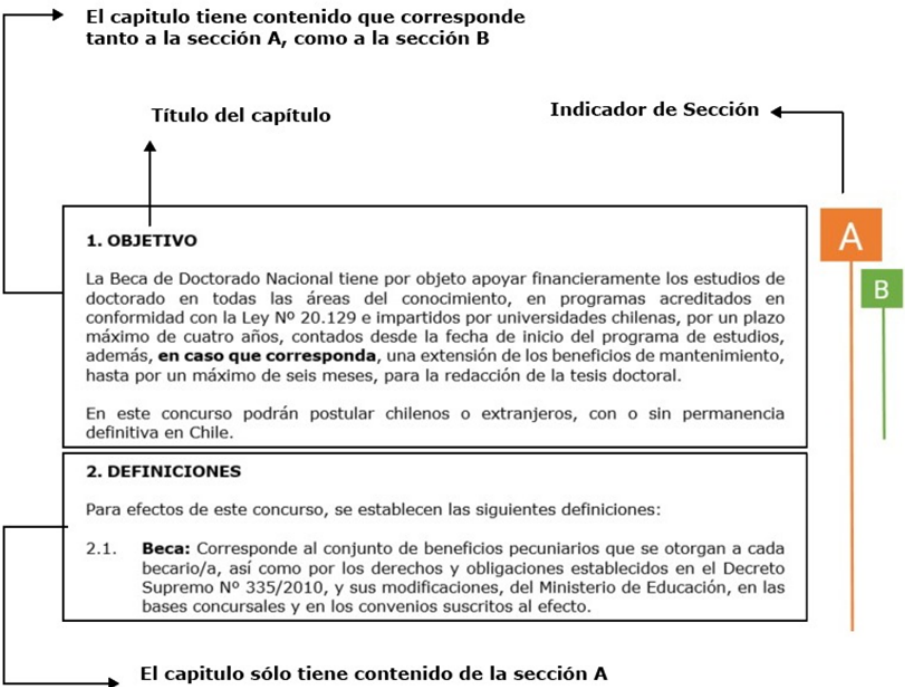 El capitulo tiene contenido que corresponde
tanto a la sección A, como a la sección B
Título del capítulo
Indicador de Sección
A
B
1. OBJETIVO
La Beca de Doctorado Nacional tiene por objeto apoyar financieramente los estudios de
doctorado en todas las áreas del conocimiento, en programas acreditados en
conformidad con la Ley Nº 20.129 e impartidos por universidades chilenas, por un plazo
máximo de cuatro años, contados desde la fecha de inicio del programa de estudios,
además, en caso que corresponda, una extensión de los beneficios de mantenimiento,
hasta por un máximo de seis meses, para la redacción de la tesis doctoral.
En este concurso podrán postular chilenos o extranjeros, con o sin permanencia
definitiva en Chile.
2. DEFINICIONES
Para efectos de este concurso, se establecen las siguientes definiciones:
2.1. Beca: Corresponde al conjunto de beneficios pecuniarios que se otorgan a cada
becario/a, así como por los derechos y obligaciones establecidos en el Decreto
Supremo Nº 335/2010, y sus modificaciones, del Ministerio de Educación, en las
bases concursales y en los convenios suscritos al efecto.
El capitulo sólo tiene contenido de la sección A